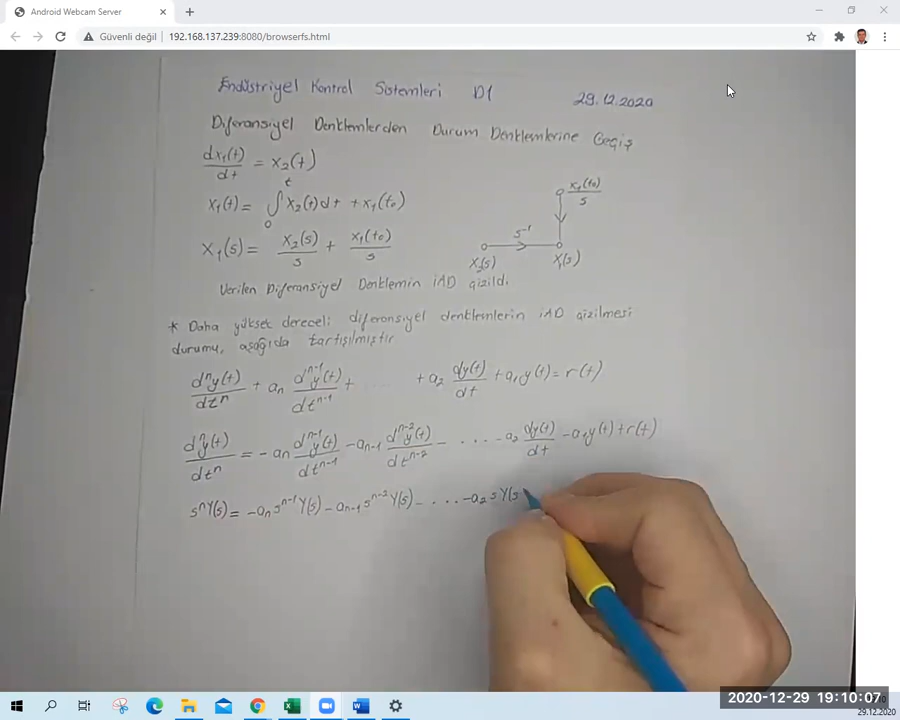 Android Webcam Server
Güvenli değil | 192.168.137.239:8080/browserfs.html
Endüstriyel Kontrol Sistemleri D1
29.12.2020
Diferansiyel Denklemlerden Durum Denklemlerine Geçiş
dx₁(t)/dt = x₂(t)
x₁(t) = ∫₀ᵗ x₂(t)dt + x₁(t₀)
X₁(s) = X₂(s)/s + x₁(t₀)/s
x₁(t₀)/s
s⁻¹
X₂(s) X₁(s)
Verilen Diferansiyel Denklemin İAD çizildi.
* Daha yüksek dereceli diferansiyel denklemlerin İAD çizilmesi
durumu, aşağıda tartışılmıştır
dⁿy(t)/dtⁿ + aₙ dⁿ⁻¹y(t)/dtⁿ⁻¹ + ..... + a₂ dy(t)/dt + a₁y(t) = r(t)
dⁿy(t)/dtⁿ = -aₙ dⁿ⁻¹y(t)/dtⁿ⁻¹ - aₙ₋₁ dⁿ⁻²y(t)/dtⁿ⁻² - .... - a₂ dy(t)/dt - a₁y(t) + r(t)
sⁿY(s) = -aₙsⁿ⁻¹Y(s) - aₙ₋₁sⁿ⁻²Y(s) - .... - a₂sY(s
2020-12-29 19:10:07
29.12.2020